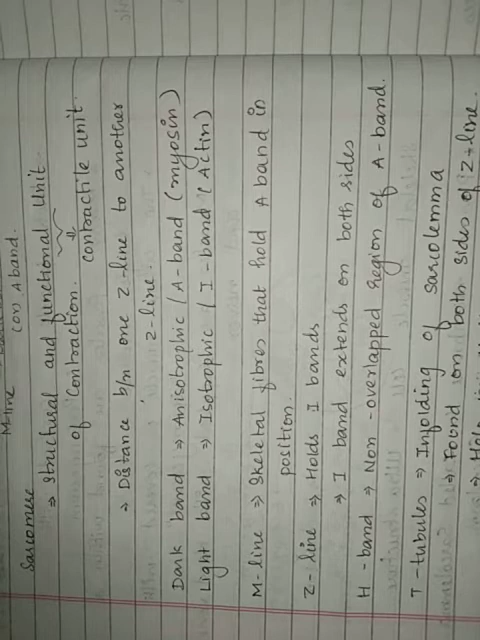 M-line
(on A band.
Sarcomere
⇒ Structural and functional Unit
of Contraction. contractile unit.
⇒ Distance b/n one Z-line to another
Z-line.
Dark band ⇒ Anisotrophic (A-band (myosin)
Light band ⇒ Isotrophic (I-band (Actin)
M-line ⇒ Skeletal fibres that hold A band in
position.
Z-line ⇒ Holds I bands
⇒ I band extends on both sides
H-band ⇒ Non-overlapped Region of A-band.
T-tubules ⇒ Infolding of sarcolemma
⇒ Found on both sides of Z-line.